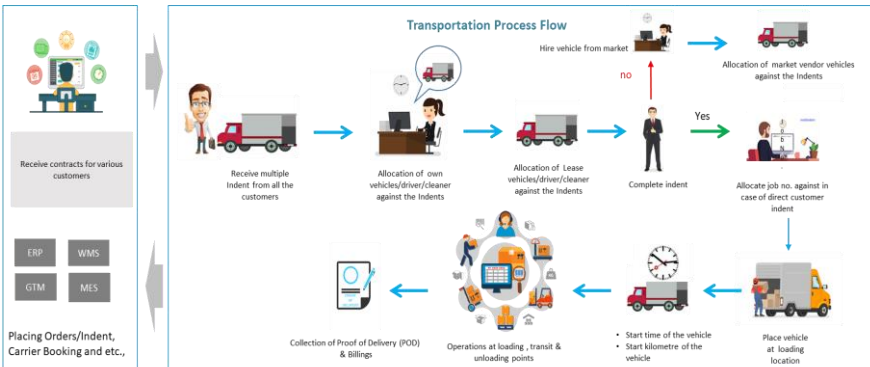 Transportation Process Flow
Receive contracts for various
customers
ERP
WMS
GTM
MES
Placing Orders/Indent,
Carrier Booking and etc.,
Receive multiple
Indent from all the
customers
Allocation of own
vehicles/driver/cleaner
against the Indents
Allocation of Lease
vehicles/driver/cleaner
against the Indents
Complete indent
no
Hire vehicle from market
Allocation of market vendor vehicles
against the Indents
Yes
Allocate job no. against in
case of direct customer
indent
Place vehicle
at loading
location
• Start time of the vehicle
• Start kilometre of the
vehicle
Operations at loading , transit &
unloading points
Collection of Proof of Delivery (POD)
& Billings